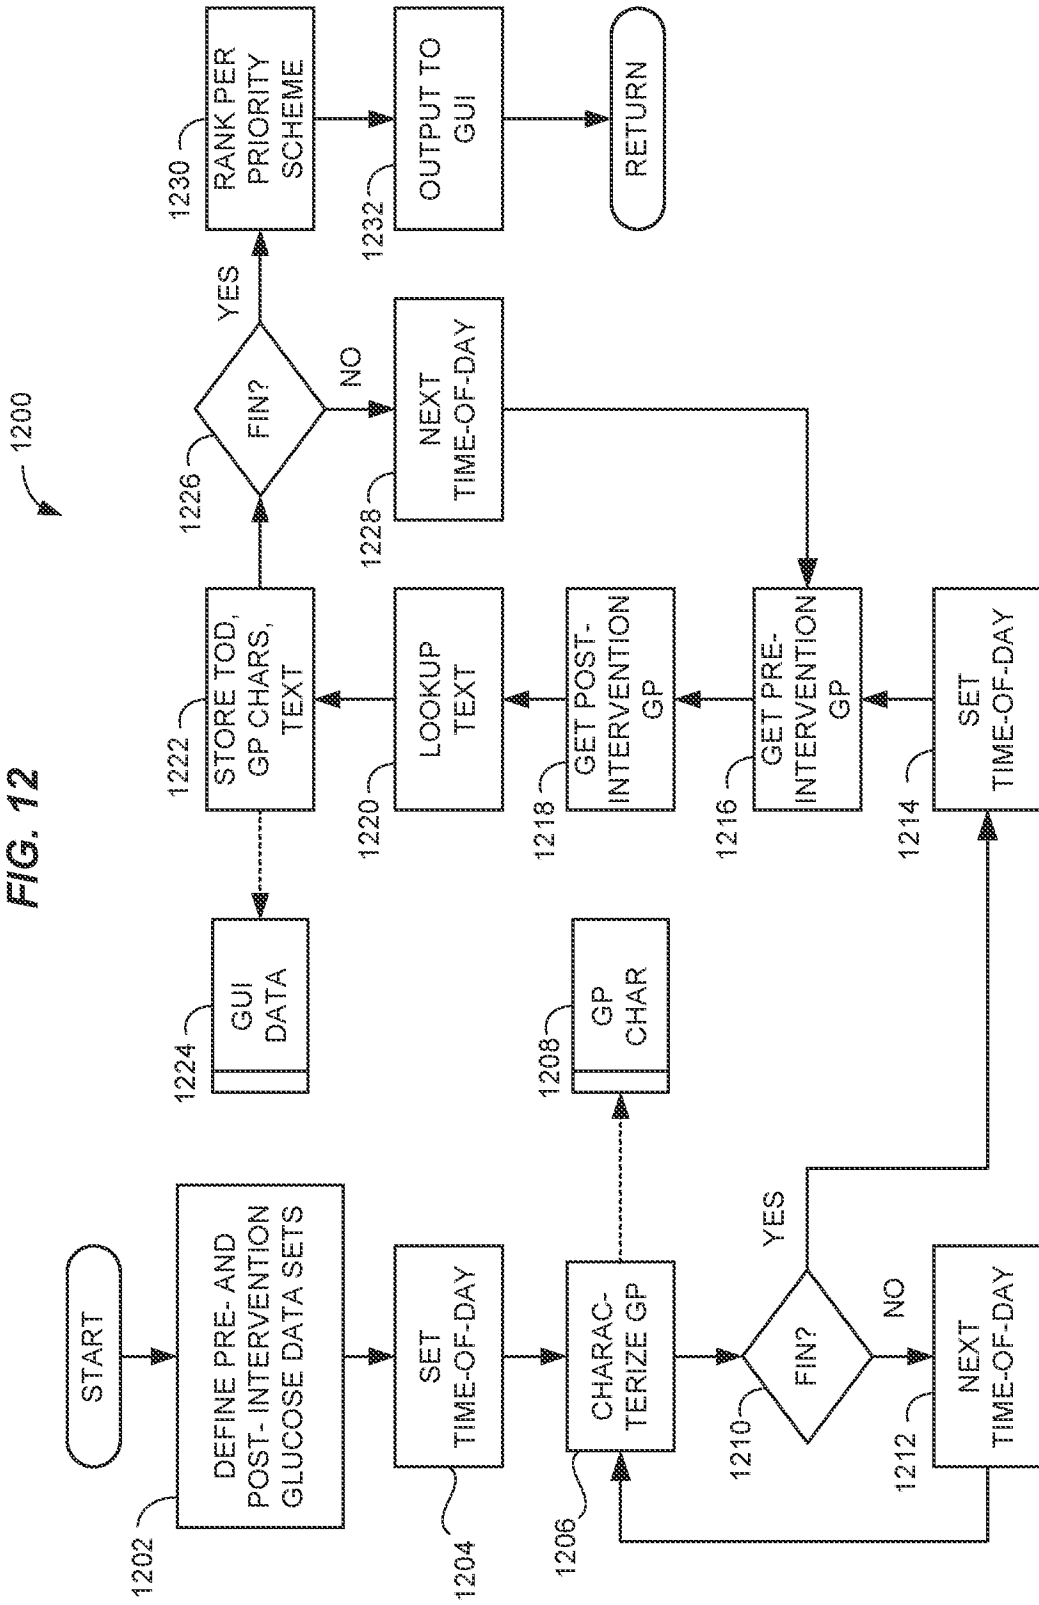 FIG. 12
1200
START
1202
DEFINE PRE- AND
POST- INTERVENTION
GLUCOSE DATA SETS
1204
SET
TIME-OF-DAY
1206
CHARAC-
TERIZE GP
1208
GP
CHAR
1210
FIN?
YES
NO
1212
NEXT
TIME-OF-DAY
1214
SET
TIME-OF-DAY
1216
GET PRE-
INTERVENTION
GP
1218
GET POST-
INTERVENTION
GP
1220
LOOKUP
TEXT
1222
STORE TOD,
GP CHARS,
TEXT
1224
GUI
DATA
1226
FIN?
YES
NO
1228
NEXT
TIME-OF-DAY
1230
RANK PER
PRIORITY
SCHEME
1232
OUTPUT TO
GUI
RETURN